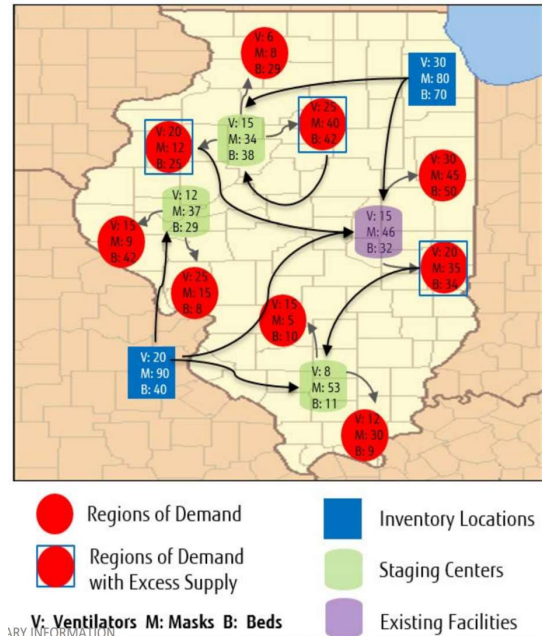 V: 6
M: 8
B: 29
V: 30
M: 80
B: 70
V: 25
M: 40
B: 42
V: 15
M: 34
B: 38
V: 20
M: 12
B: 25
V: 30
M: 45
B: 50
V: 12
M: 37
B: 29
V: 15
M: 46
B: 32
V: 15
M: 9
B: 42
V: 20
M: 35
B: 34
V: 25
M: 15
B: 8
V: 15
M: 5
B: 10
V: 20
M: 90
B: 40
V: 8
M: 53
B: 11
V: 12
M: 30
B: 9
Regions of Demand
Inventory Locations
Regions of Demand
with Excess Supply
Staging Centers
V: Ventilators M: Masks B: Beds
Existing Facilities
ARY INFORMATION